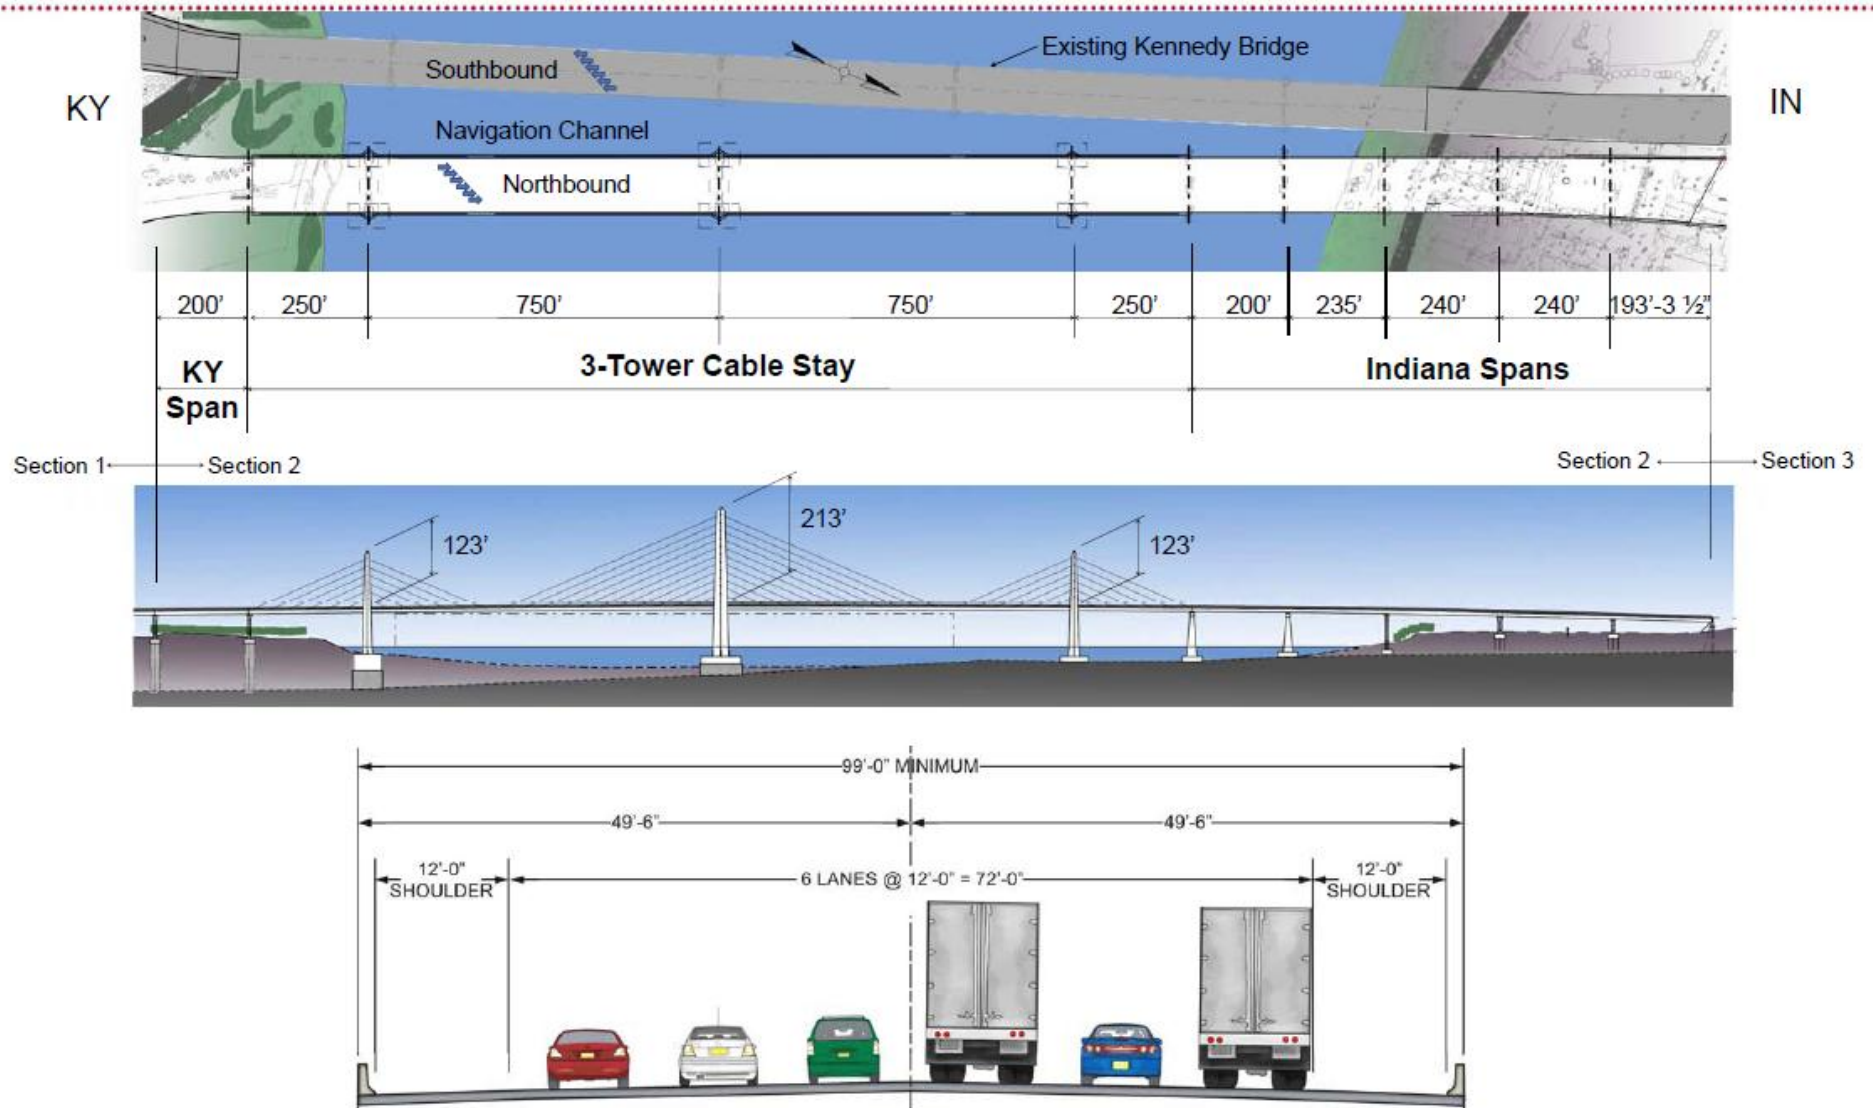 Existing Kennedy Bridge
Southbound
KY
IN
Navigation Channel
Northbound
200’ 250’ 750’ 750’ 250’ 200’ 235’ 240’ 240’ 193’-3 ½”
KY
Span
3-Tower Cable Stay
Indiana Spans
Section 1
Section 2
Section 2
Section 3
123’
213’
123’
99'-0" MINIMUM
49'-6"
49'-6"
12'-0"
SHOULDER
6 LANES @ 12'-0" = 72'-0"
12'-0"
SHOULDER